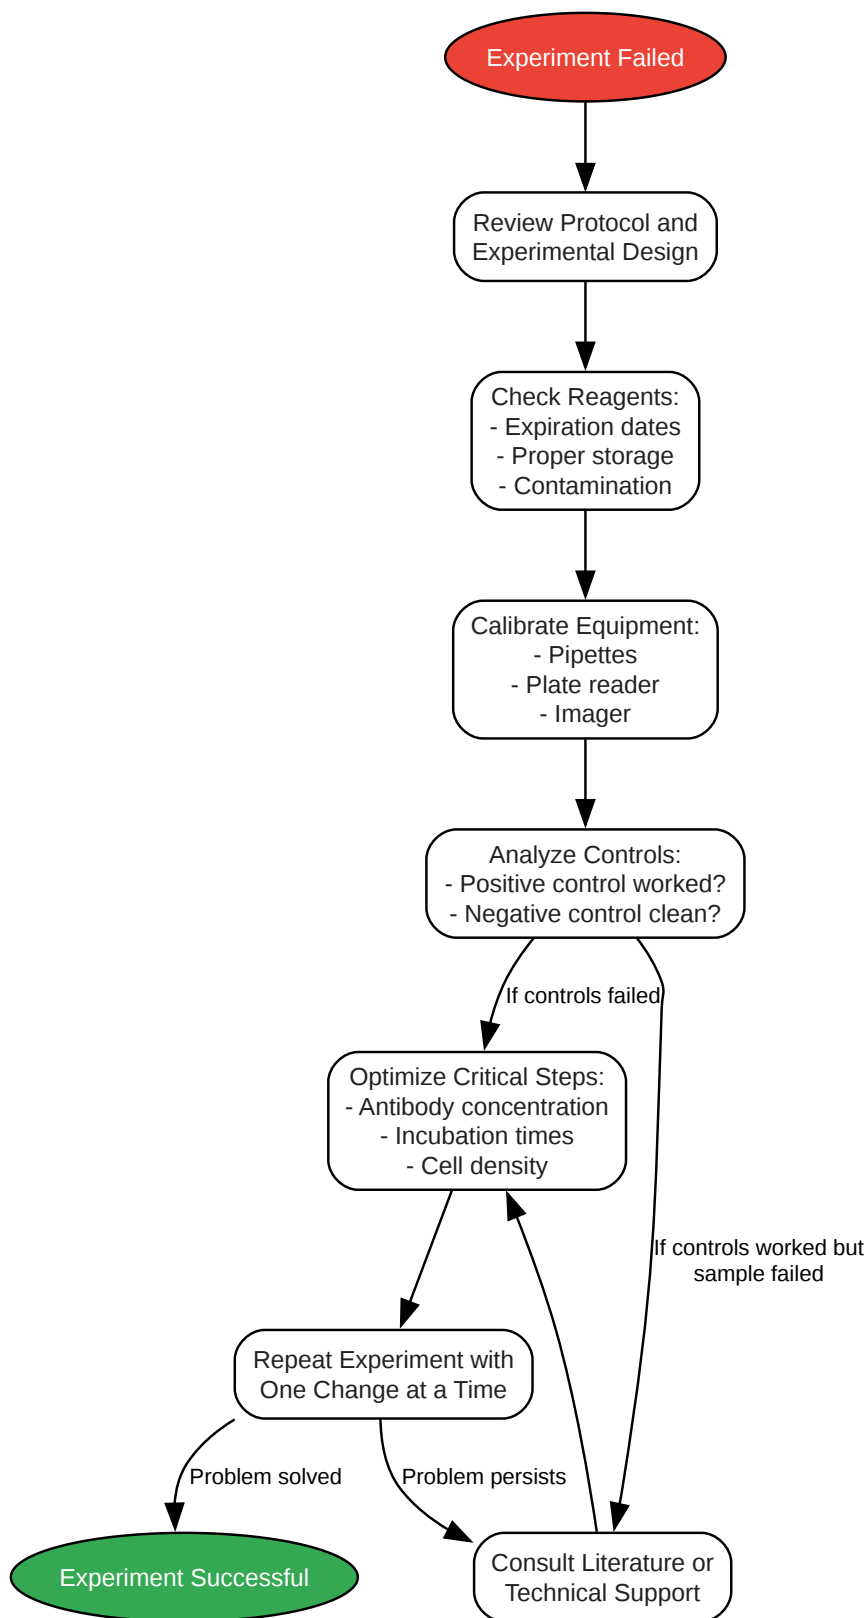 Experiment Failed
Review Protocol and
Experimental Design
Check Reagents:
- Expiration dates
- Proper storage
- Contamination
Calibrate Equipment:
- Pipettes
- Plate reader
- Imager
Analyze Controls:
- Positive control worked?
- Negative control clean?
If controls failed
Optimize Critical Steps:
- Antibody concentration
- Incubation times
- Cell density
If controls worked but
sample failed
Repeat Experiment with
One Change at a Time
Problem solved
Problem persists
Experiment Successful
Consult Literature or
Technical Support